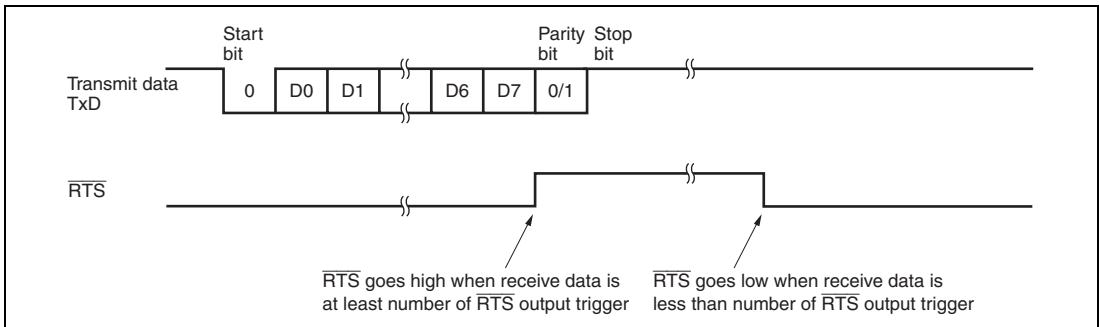 Start bit
Parity bit
Stop bit
Transmit data TxD
0 D0 D1 D6 D7 0/1
RTS
RTS goes high when receive data is
at least number of RTS output trigger
RTS goes low when receive data is
less than number of RTS output trigger